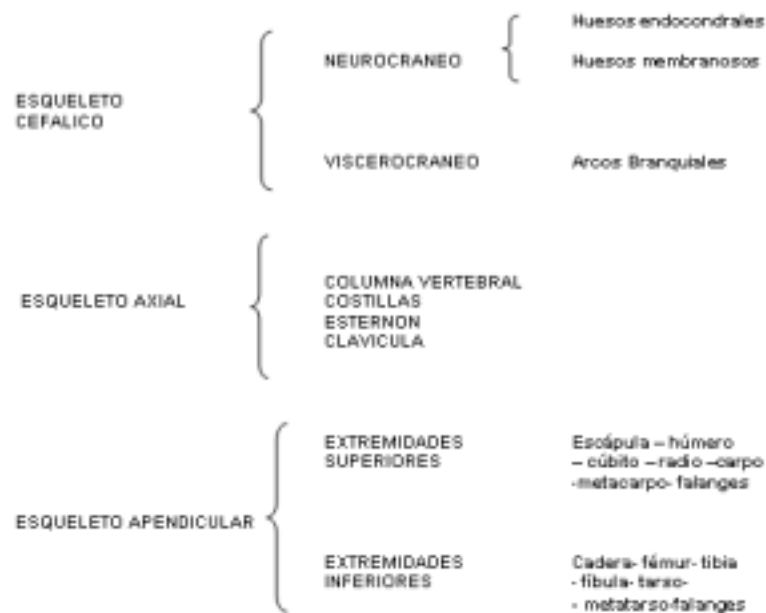 ESQUELETO
CEFALICO
NEUROCRANEO
Huesos endocondrales
Huesos membranosos
VISCEROCRANEO
Arcos Branquiales
ESQUELETO AXIAL
COLUMNA VERTEBRAL
COSTILLAS
ESTERNON
CLAVICULA
ESQUELETO APENDICULAR
EXTREMIDADES
SUPERIORES
Escápula – húmero
– cúbito – radio –carpo
-metacarpo- falanges
EXTREMIDADES
INFERIORES
Cadera- fémur- tibia
- fíbula- tarso-
- metatarso-falanges